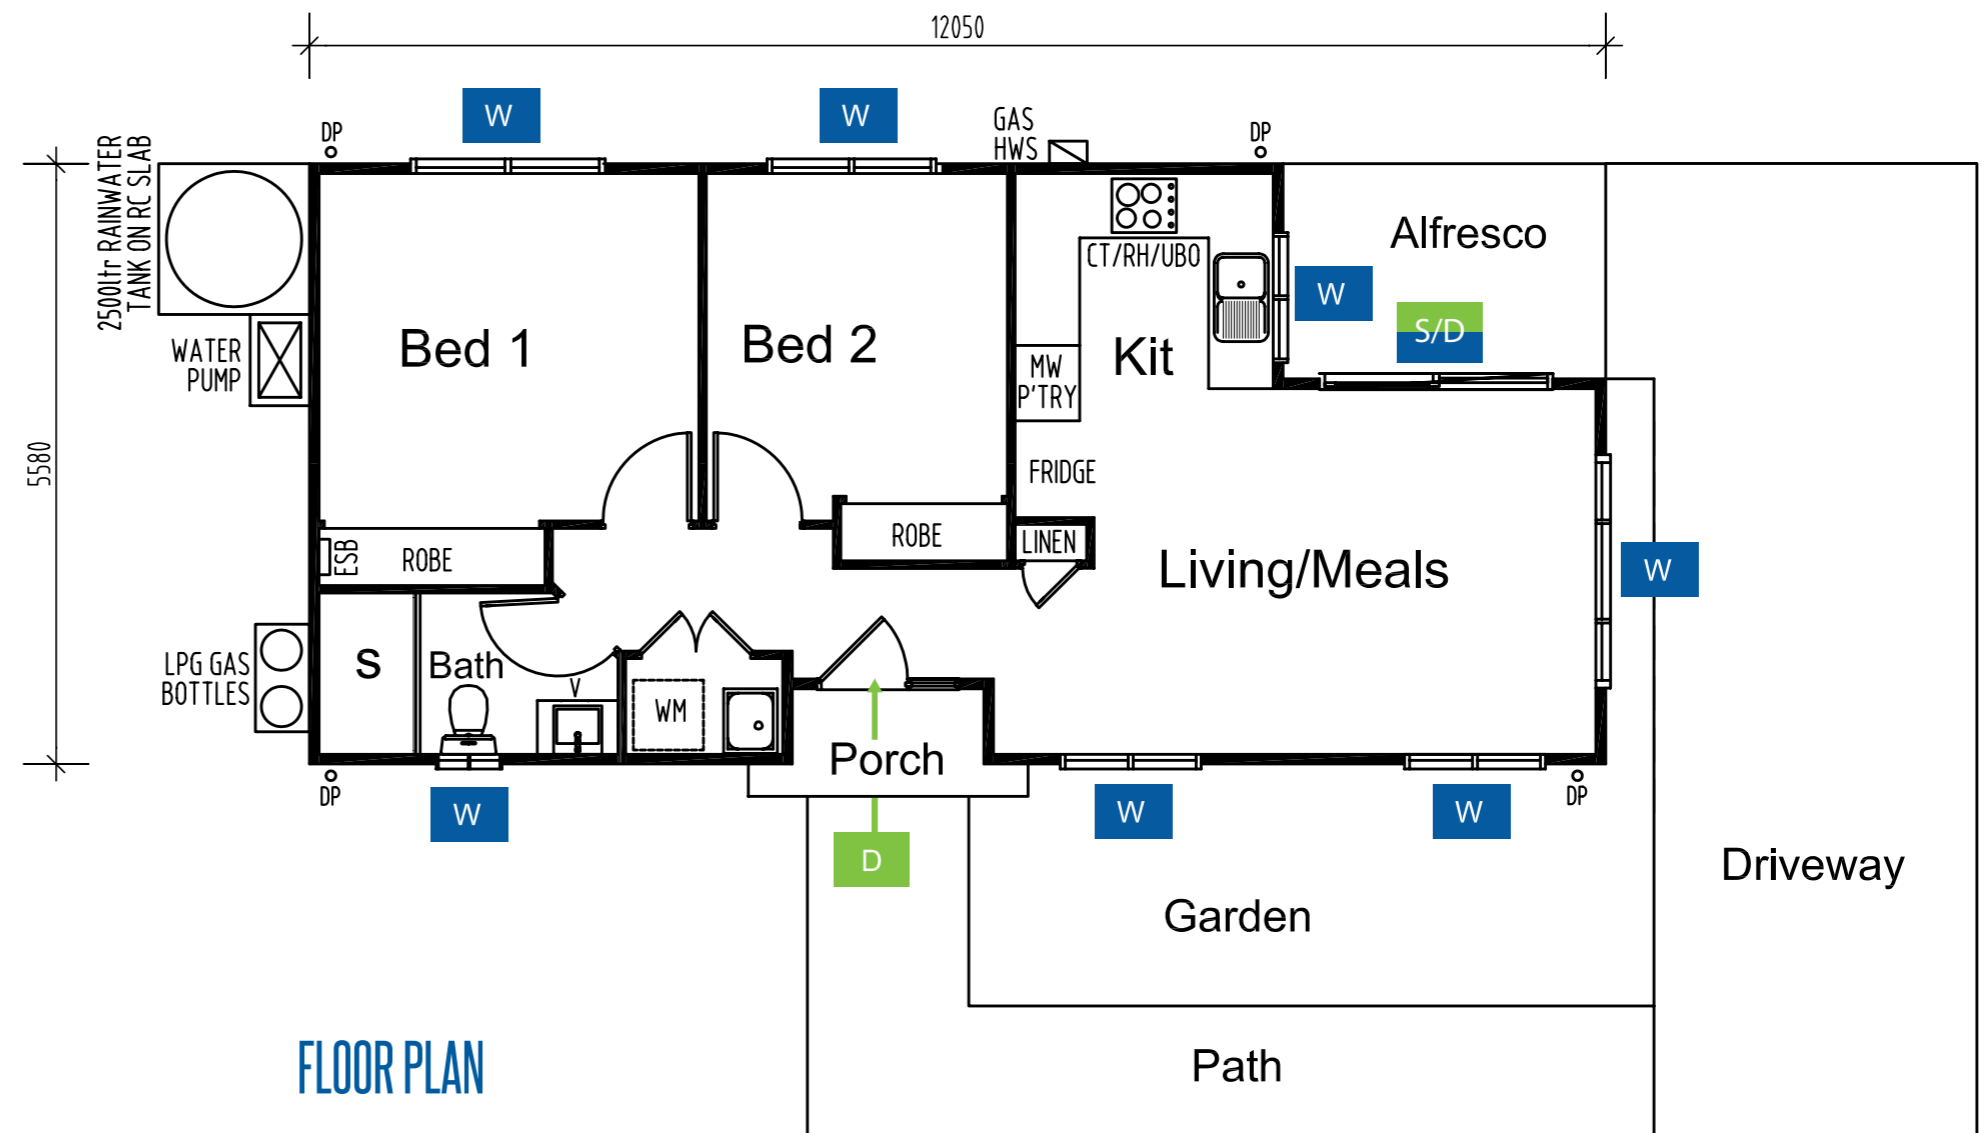 12050
W
W
GAS
HWS
DP
DP
2500ltr RAINWATER
TANK ON RC SLAB
Alfresco
CT/RH/UBO
W
S/D
Bed 1
Bed 2
Kit
WATER
PUMP
MW
P'TRY
5580
FRIDGE
ESB
ROBE
ROBE
LINEN
Living/Meals
W
S
Bath
LPG GAS
BOTTLES
V
WM
Porch
DP
DP
W
W
W
D
Driveway
Garden
FLOOR PLAN
Path